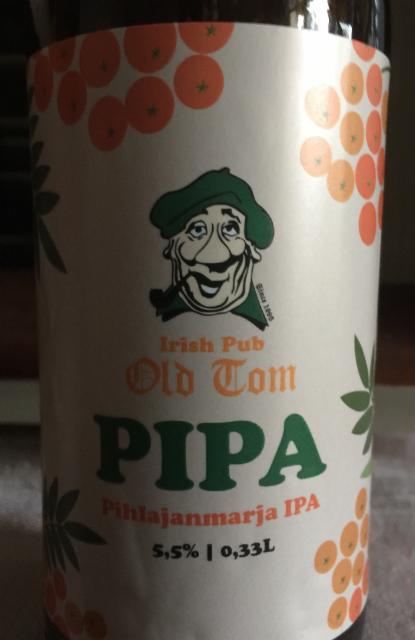 Since 1995
Irish Pub
Old Tom
PIPA
Pihlajanmarja IPA
5,5% | 0,33L